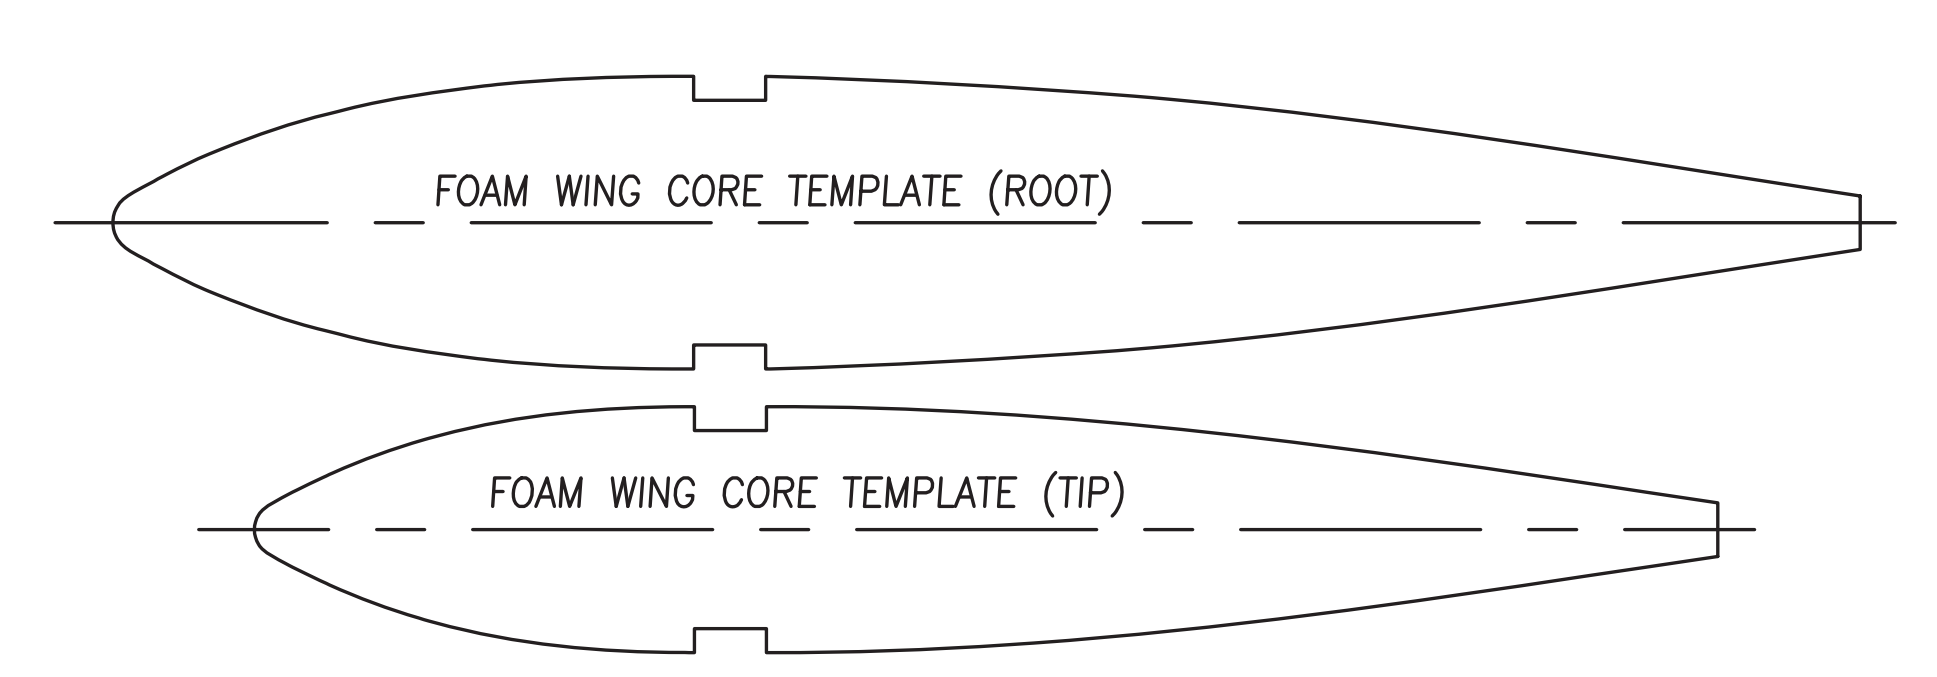 FOAM WING CORE TEMPLATE (ROOT)
FOAM WING CORE TEMPLATE (TIP)